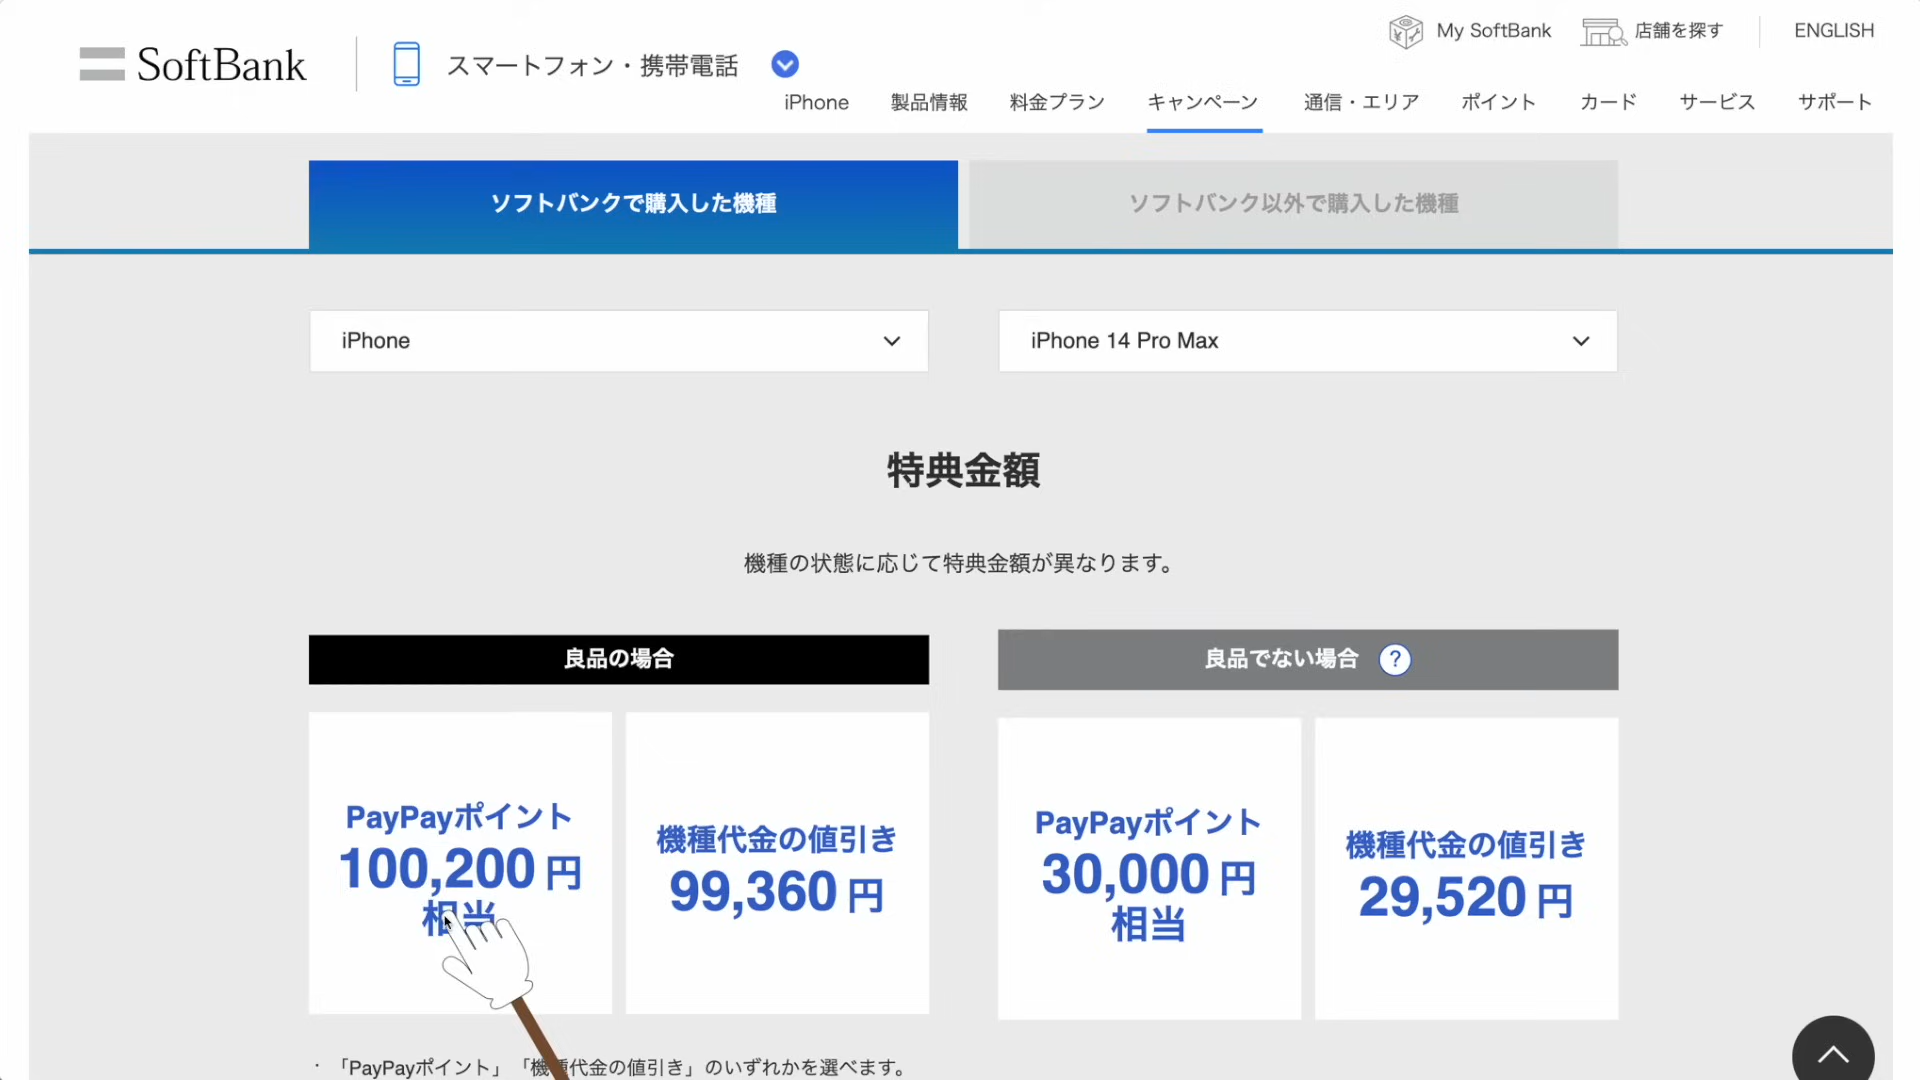 My SoftBank
店舗を探す
ENGLISH
SoftBank
スマートフォン・携帯電話
iPhone
製品情報
料金プラン
キャンペーン
通信・エリア
ポイント
カード
サービス
サポート
ソフトバンクで購入した機種
ソフトバンク以外で購入した機種
iPhone
iPhone 14 Pro Max
特典金額
機種の状態に応じて特典金額が異なります。
良品の場合
良品でない場合 ?
PayPayポイント
100,200 円
相当
機種代金の値引き
99,360 円
PayPayポイント
30,000 円
相当
機種代金の値引き
29,520 円
・「PayPayポイント」「機種代金の値引き」のいずれかを選べます。